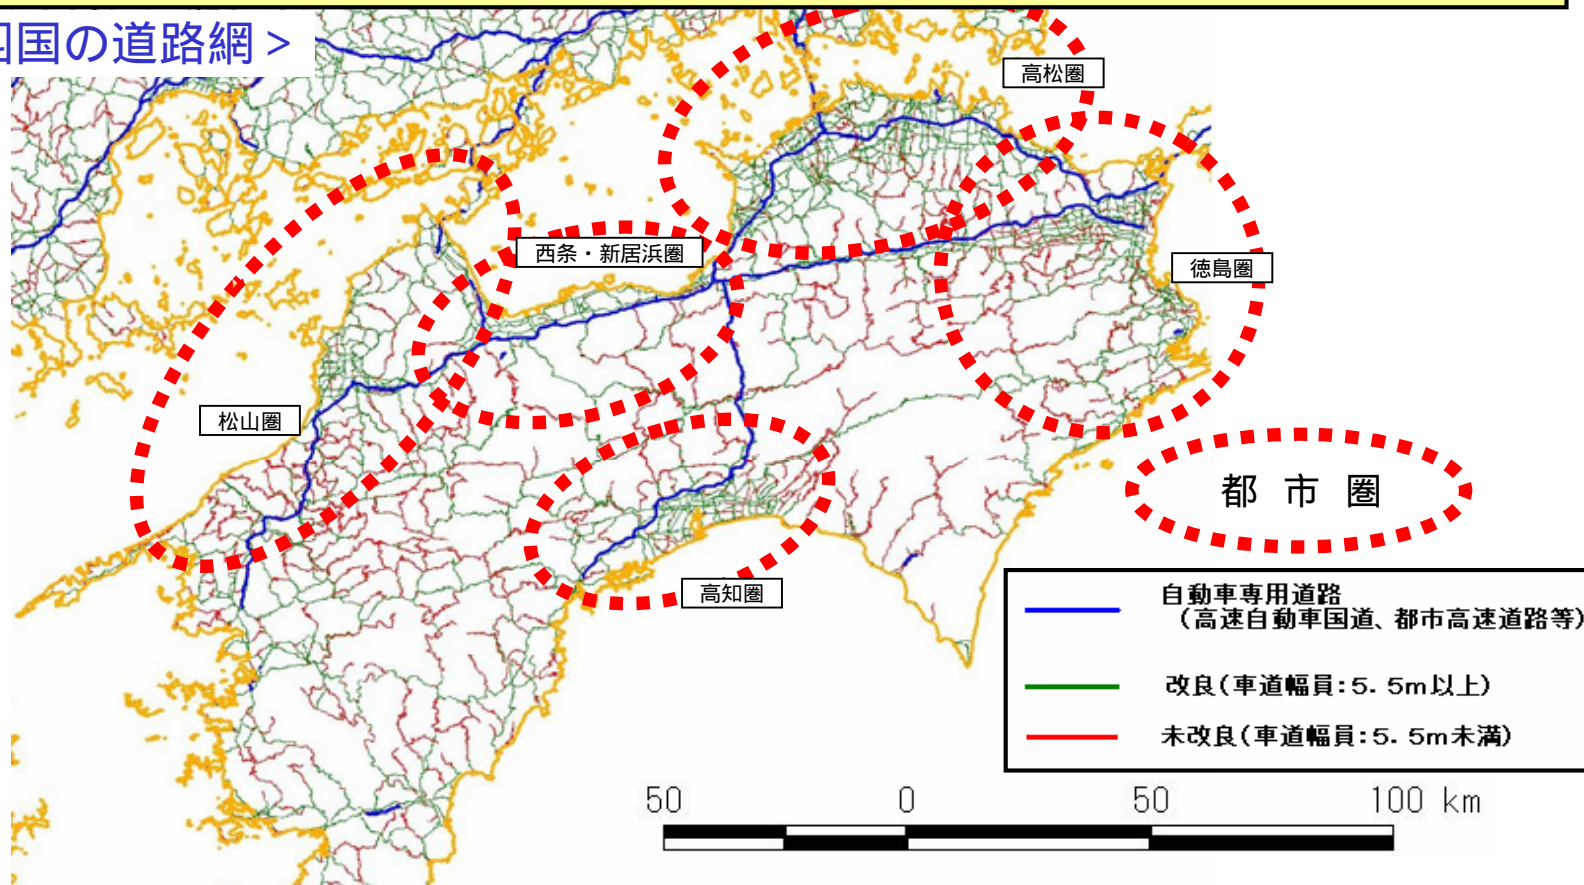 国の道路網>
高松圏
西条・新居浜圏
徳島圏
松山圏
都市圏
高知圏
自動車専用道路
(高速自動車国道、都市高速道路等)
改良(車道幅員:5.5m以上)
未改良(車道幅員:5.5m未満)
50 0 50 100 km